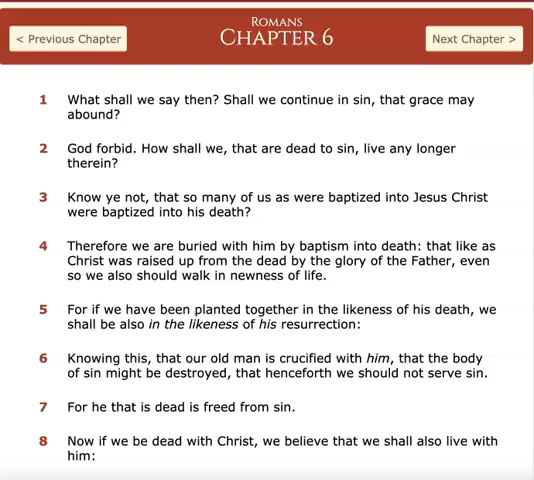 ROMANS
CHAPTER 6
< Previous Chapter
Next Chapter >
1 What shall we say then? Shall we continue in sin, that grace may
abound?
2 God forbid. How shall we, that are dead to sin, live any longer
therein?
3 Know ye not, that so many of us as were baptized into Jesus Christ
were baptized into his death?
4 Therefore we are buried with him by baptism into death: that like as
Christ was raised up from the dead by the glory of the Father, even
so we also should walk in newness of life.
5 For if we have been planted together in the likeness of his death, we
shall be also in the likeness of his resurrection:
6 Knowing this, that our old man is crucified with him, that the body
of sin might be destroyed, that henceforth we should not serve sin.
7 For he that is dead is freed from sin.
8 Now if we be dead with Christ, we believe that we shall also live with
him: